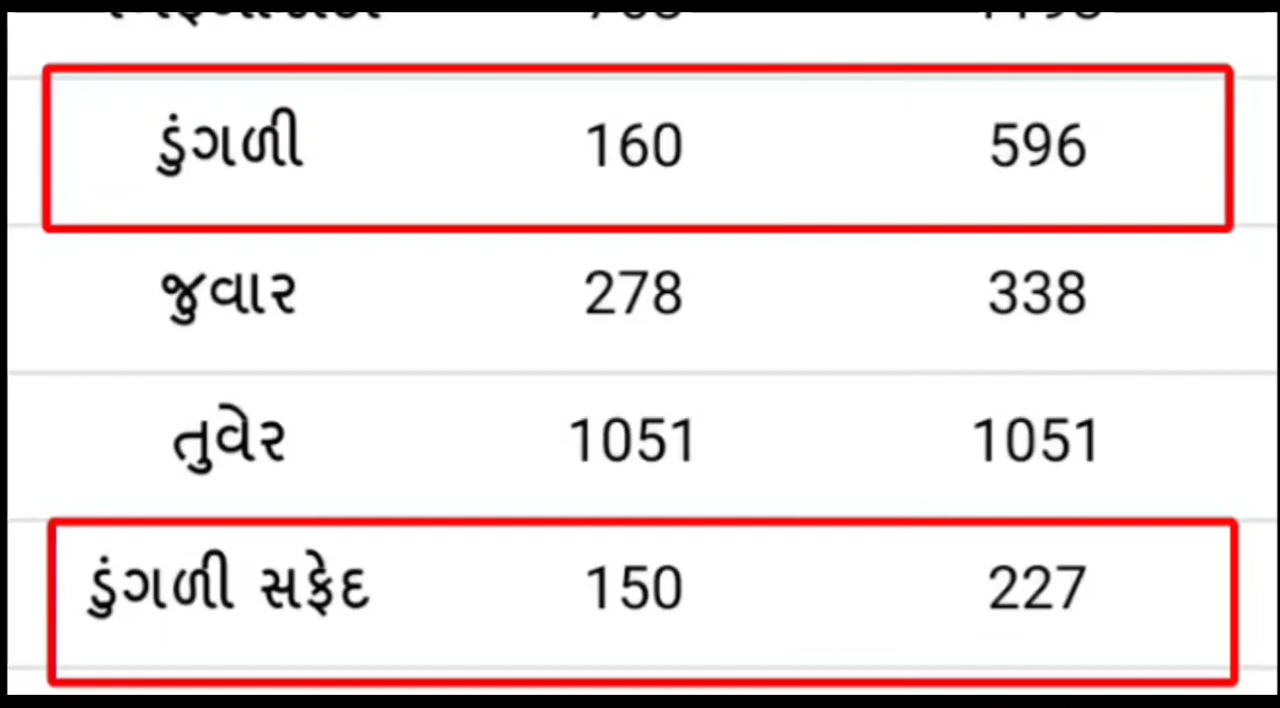 ડુંગળી 160 596
જુવાર 278 338
તુવેર 1051 1051
ડુંગળી સફેદ 150 227